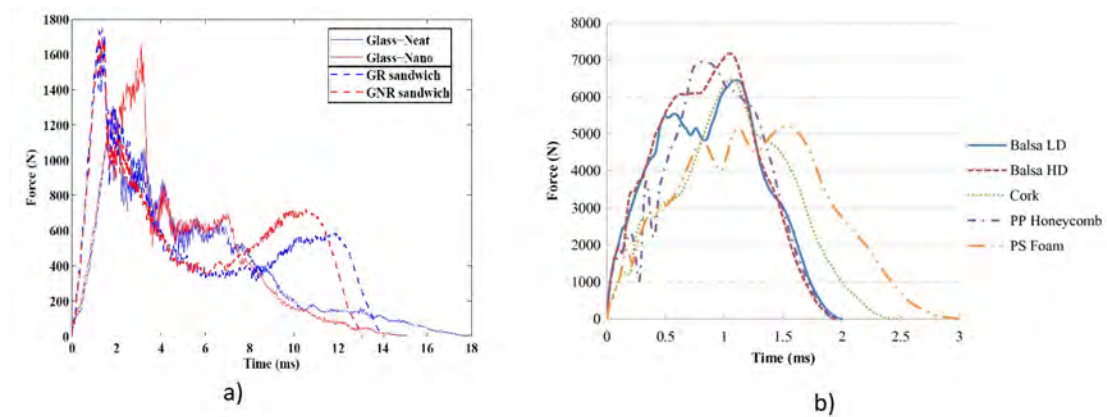 1800
1600
1400
1200
1000
800
600
400
200
0
Force (N)
0 2 4 6 8 10 12 14 16 18
Time (ms)
Glass-Neat
Glass-Nano
GR sandwich
GNR sandwich
a)
8000
7000
6000
5000
4000
3000
2000
1000
0
Force (N)
0 0.5 1 1.5 2 2.5 3
Time (ms)
Balsa LD
Balsa HD
Cork
PP Honeycomb
PS Foam
b)